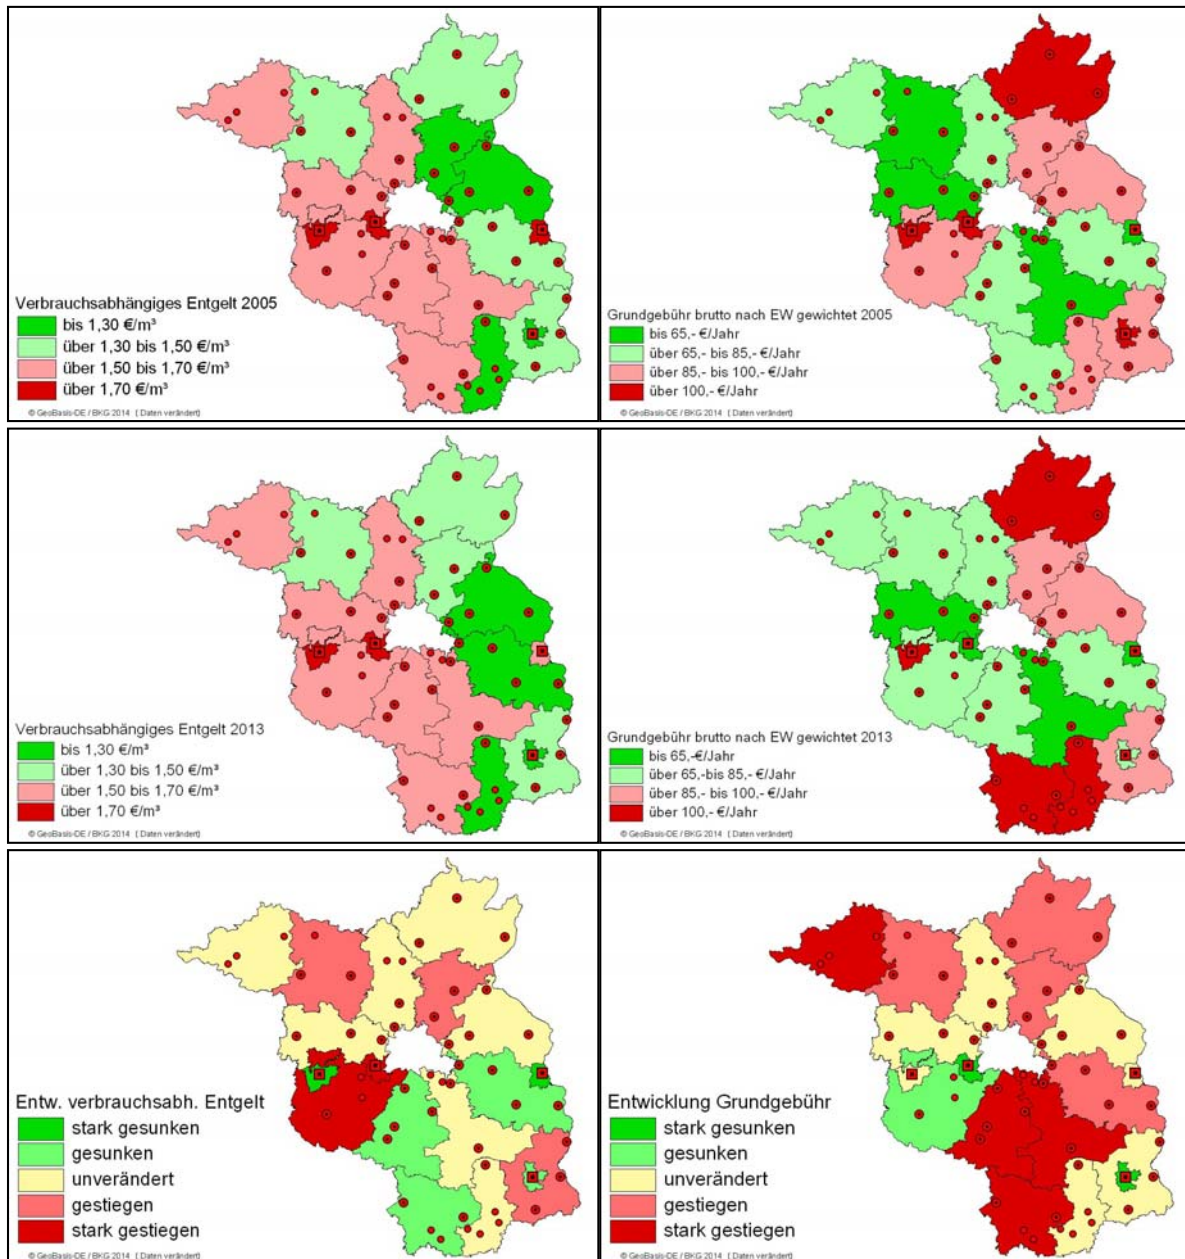 Verbrauchsabhängiges Entgelt 2005
bis 1,30 €/m³
über 1,30 bis 1,50 €/m³
über 1,50 bis 1,70 €/m³
über 1,70 €/m³
© GeoBasis-DE / BKG 2014 ( Daten verändert)
Grundgebühr brutto nach EW gewichtet 2005
bis 65,- €/Jahr
über 65,- bis 85,- €/Jahr
über 85,- bis 100,- €/Jahr
über 100,- €/Jahr
© GeoBasis-DE / BKG 2014 ( Daten verändert)
Verbrauchsabhängiges Entgelt 2013
bis 1,30 €/m³
über 1,30 bis 1,50 €/m³
über 1,50 bis 1,70 €/m³
über 1,70 €/m³
© GeoBasis-DE / BKG 2014 ( Daten verändert)
Grundgebühr brutto nach EW gewichtet 2013
bis 65,-€/Jahr
über 65,-bis 85,- €/Jahr
über 85,- bis 100,- €/Jahr
über 100,- €/Jahr
© GeoBasis-DE / BKG 2014 ( Daten verändert)
Entw. verbrauchsabh. Entgelt
stark gesunken
gesunken
unverändert
gestiegen
stark gestiegen
© GeoBasis-DE / BKG 2014 ( Daten verändert)
Entwicklung Grundgebühr
stark gesunken
gesunken
unverändert
gestiegen
stark gestiegen
© GeoBasis-DE / BKG 2014 ( Daten verändert)